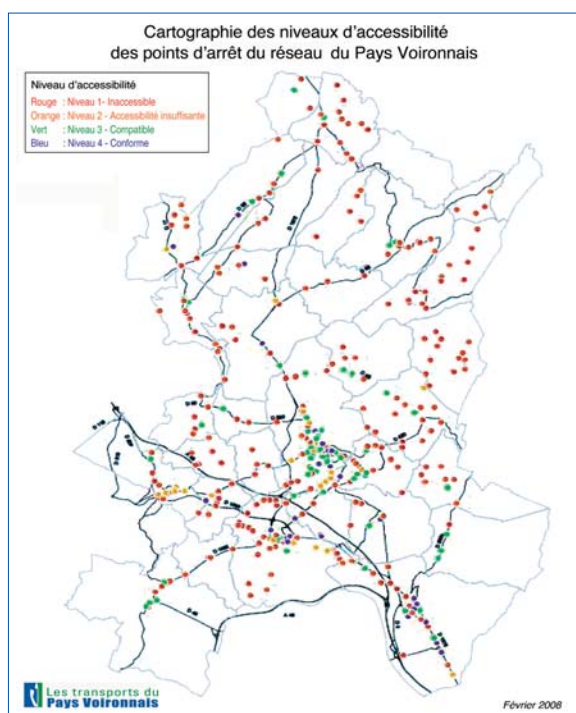 Cartographie des niveaux d'accessibilité
des points d'arrêt du réseau du Pays Voironnais
Niveau d'accessibilité
Rouge : Niveau 1- Inaccessible
Orange : Niveau 2 - Accessibilité insuffisante
Vert : Niveau 3 - Compatible
Bleu : Niveau 4 - Conforme
Les transports du
Pays Voironnais
Février 2008